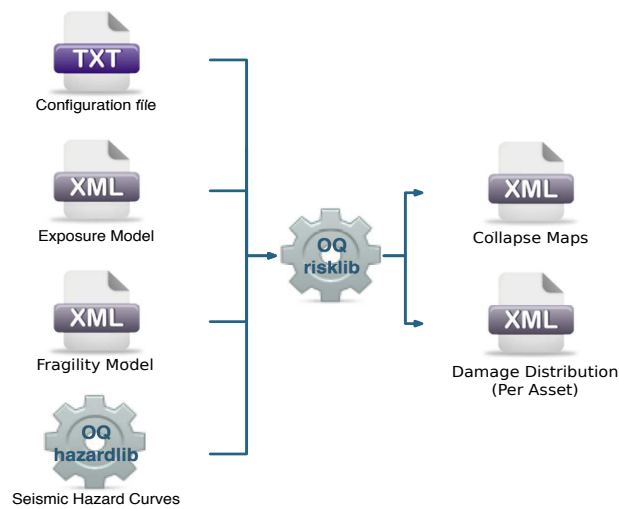 TXT
Configuration file
XML
Exposure Model
XML
Fragility Model
OQ
hazardlib
Seismic Hazard Curves
OQ
risklib
XML
Collapse Maps
XML
Damage Distribution
(Per Asset)